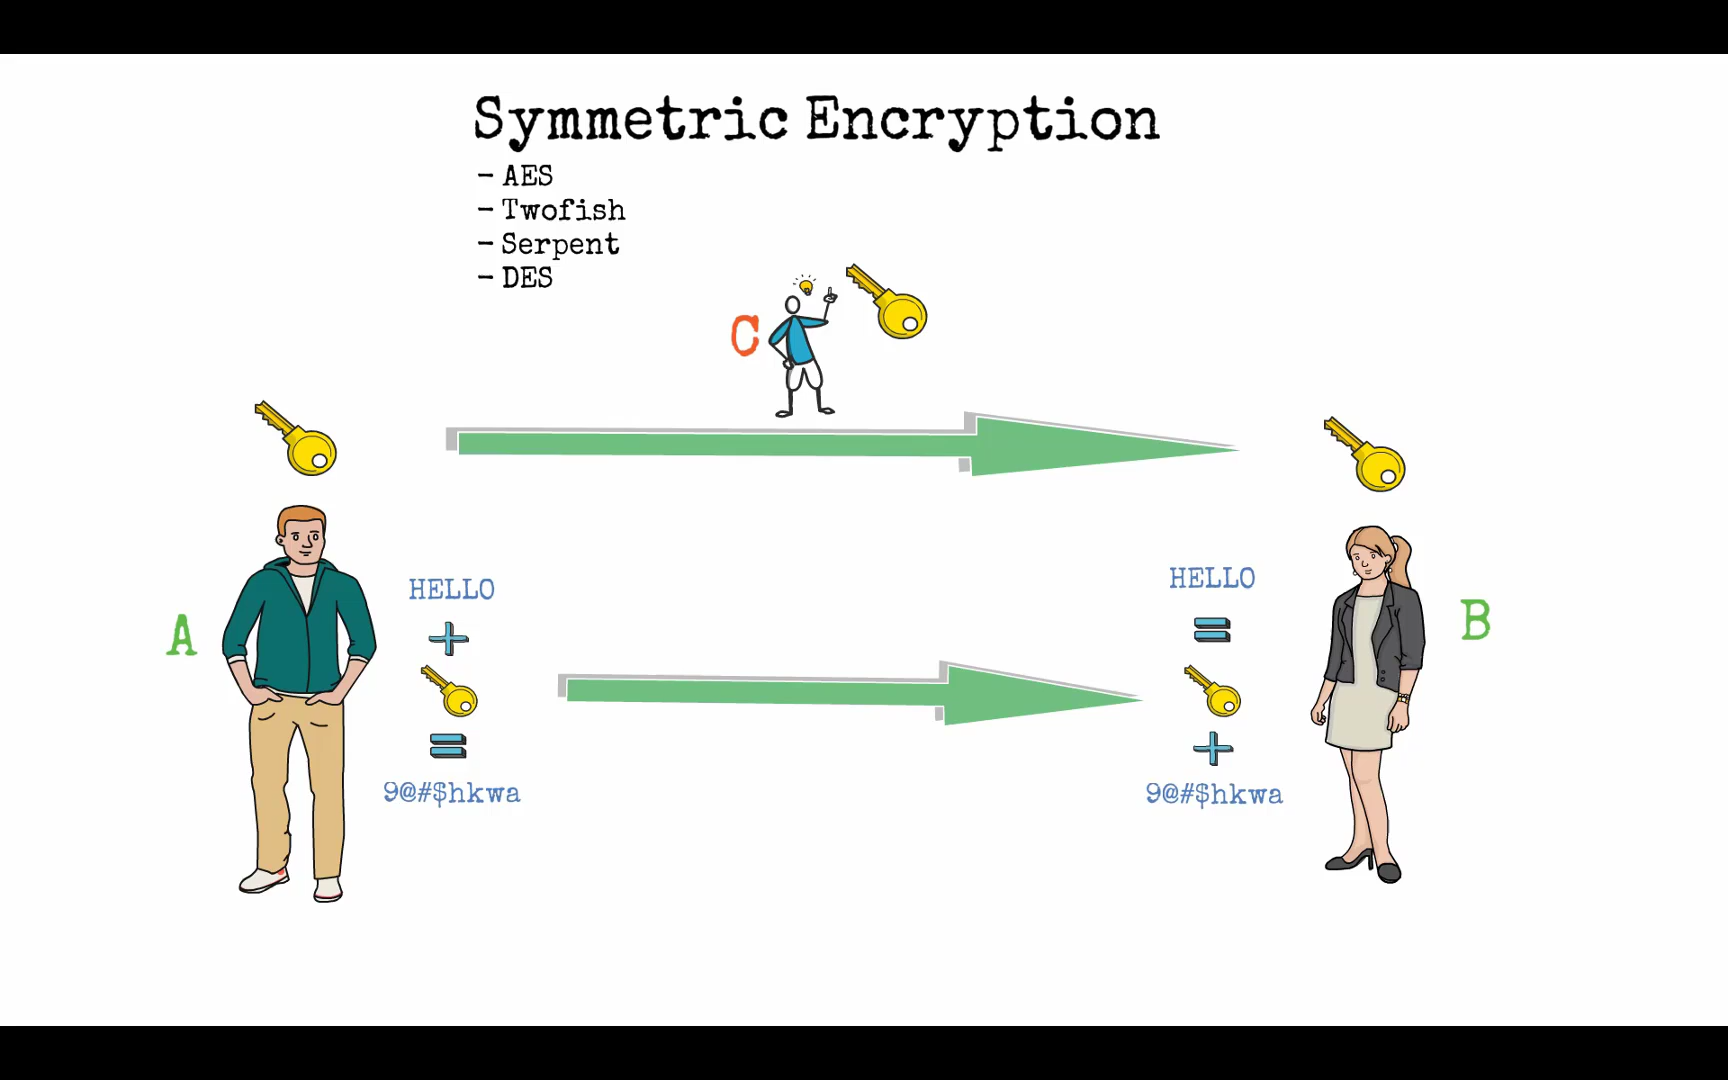 Symmetric Encryption
- AES
- Twofish
- Serpent
- DES
C
A
HELLO
+
=
9@#$hkwa
HELLO
=
+
9@#$hkwa
B